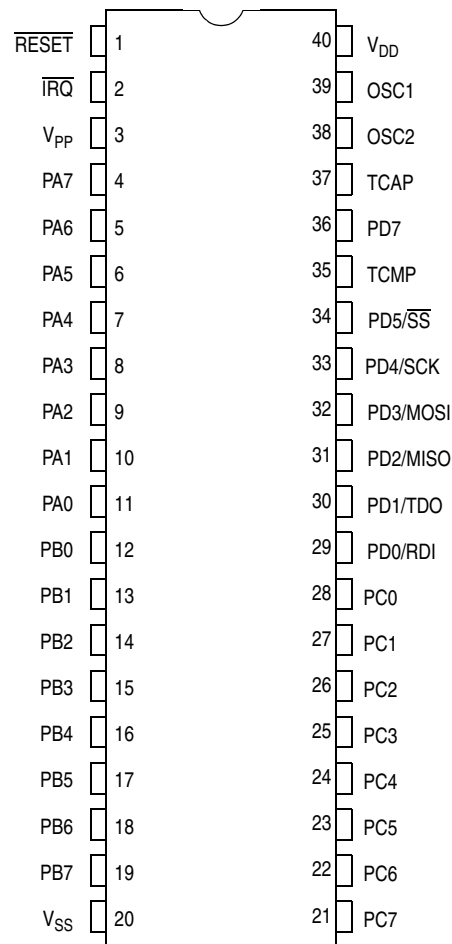 R̅E̅S̅E̅T̅ 1 40 VDD
I̅R̅Q̅ 2 39 OSC1
VPP 3 38 OSC2
PA7 4 37 TCAP
PA6 5 36 PD7
PA5 6 35 TCMP
PA4 7 34 PD5/S̅S̅
PA3 8 33 PD4/SCK
PA2 9 32 PD3/MOSI
PA1 10 31 PD2/MISO
PA0 11 30 PD1/TDO
PB0 12 29 PD0/RDI
PB1 13 28 PC0
PB2 14 27 PC1
PB3 15 26 PC2
PB4 16 25 PC3
PB5 17 24 PC4
PB6 18 23 PC5
PB7 19 22 PC6
VSS 20 21 PC7